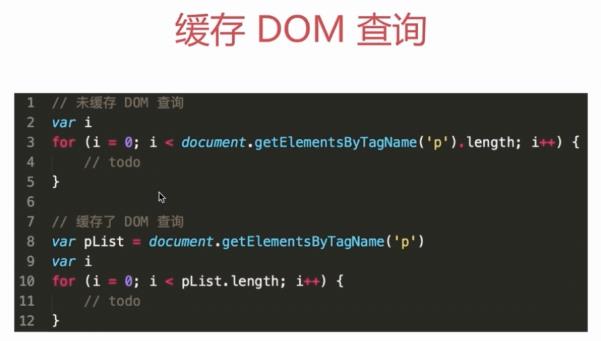 缓存 DOM 查询
1 // 未缓存 DOM 查询
2 var i
3 for (i = 0; i < document.getElementsByTagName('p').length; i++) {
4     // todo
5 }
6
7 // 缓存了 DOM 查询
8 var pList = document.getElementsByTagName('p')
9 var i
10 for (i = 0; i < pList.length; i++) {
11     // todo
12 }